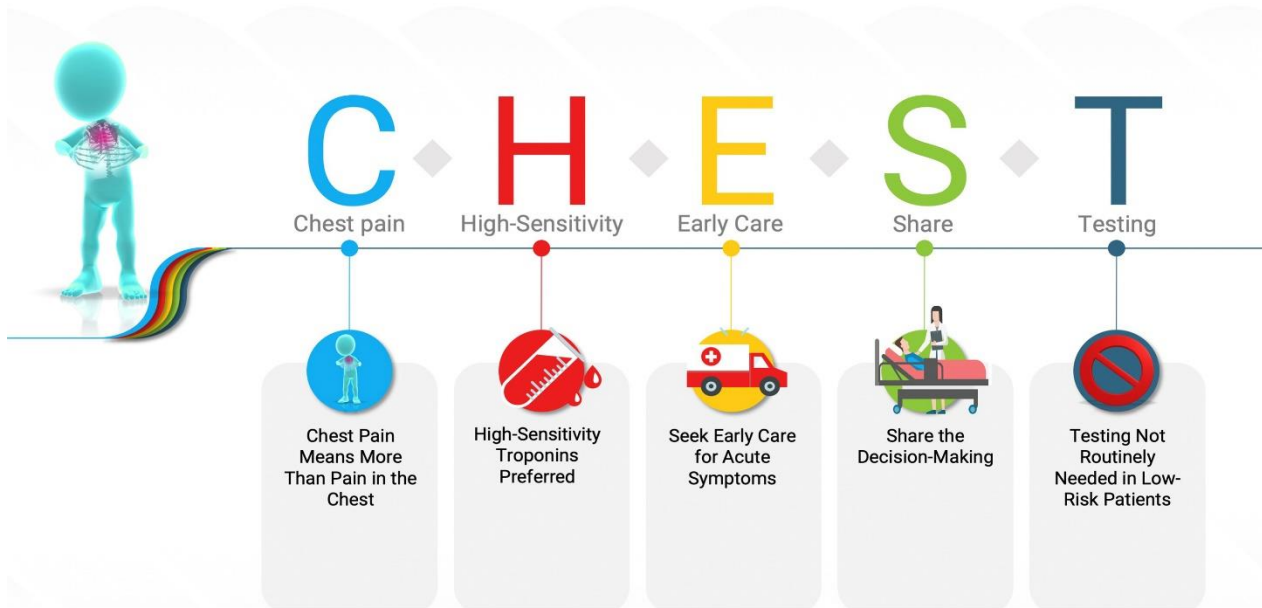 C H E S T
Chest pain
High-Sensitivity
Early Care
Share
Testing
Chest Pain
Means More
Than Pain in the
Chest
High-Sensitivity
Troponins
Preferred
Seek Early Care
for Acute
Symptoms
Share the
Decision-Making
Testing Not
Routinely
Needed in Low-
Risk Patients